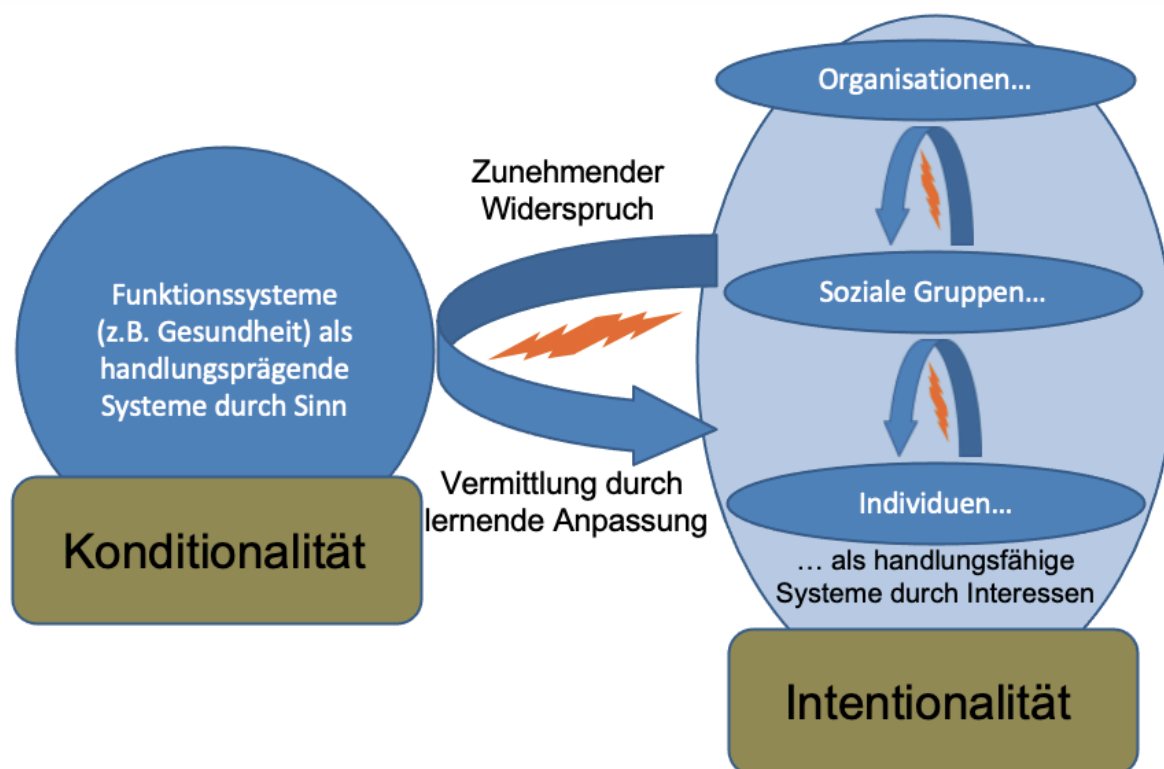 Organisationen...
Zunehmender
Widerspruch
Funktionssysteme
(z.B. Gesundheit) als
handlungsprägende
Systeme durch Sinn
Soziale Gruppen...
Vermittlung durch
lernende Anpassung
Individuen...
... als handlungsfähige
Systeme durch Interessen
Konditionalität
Intentionalität